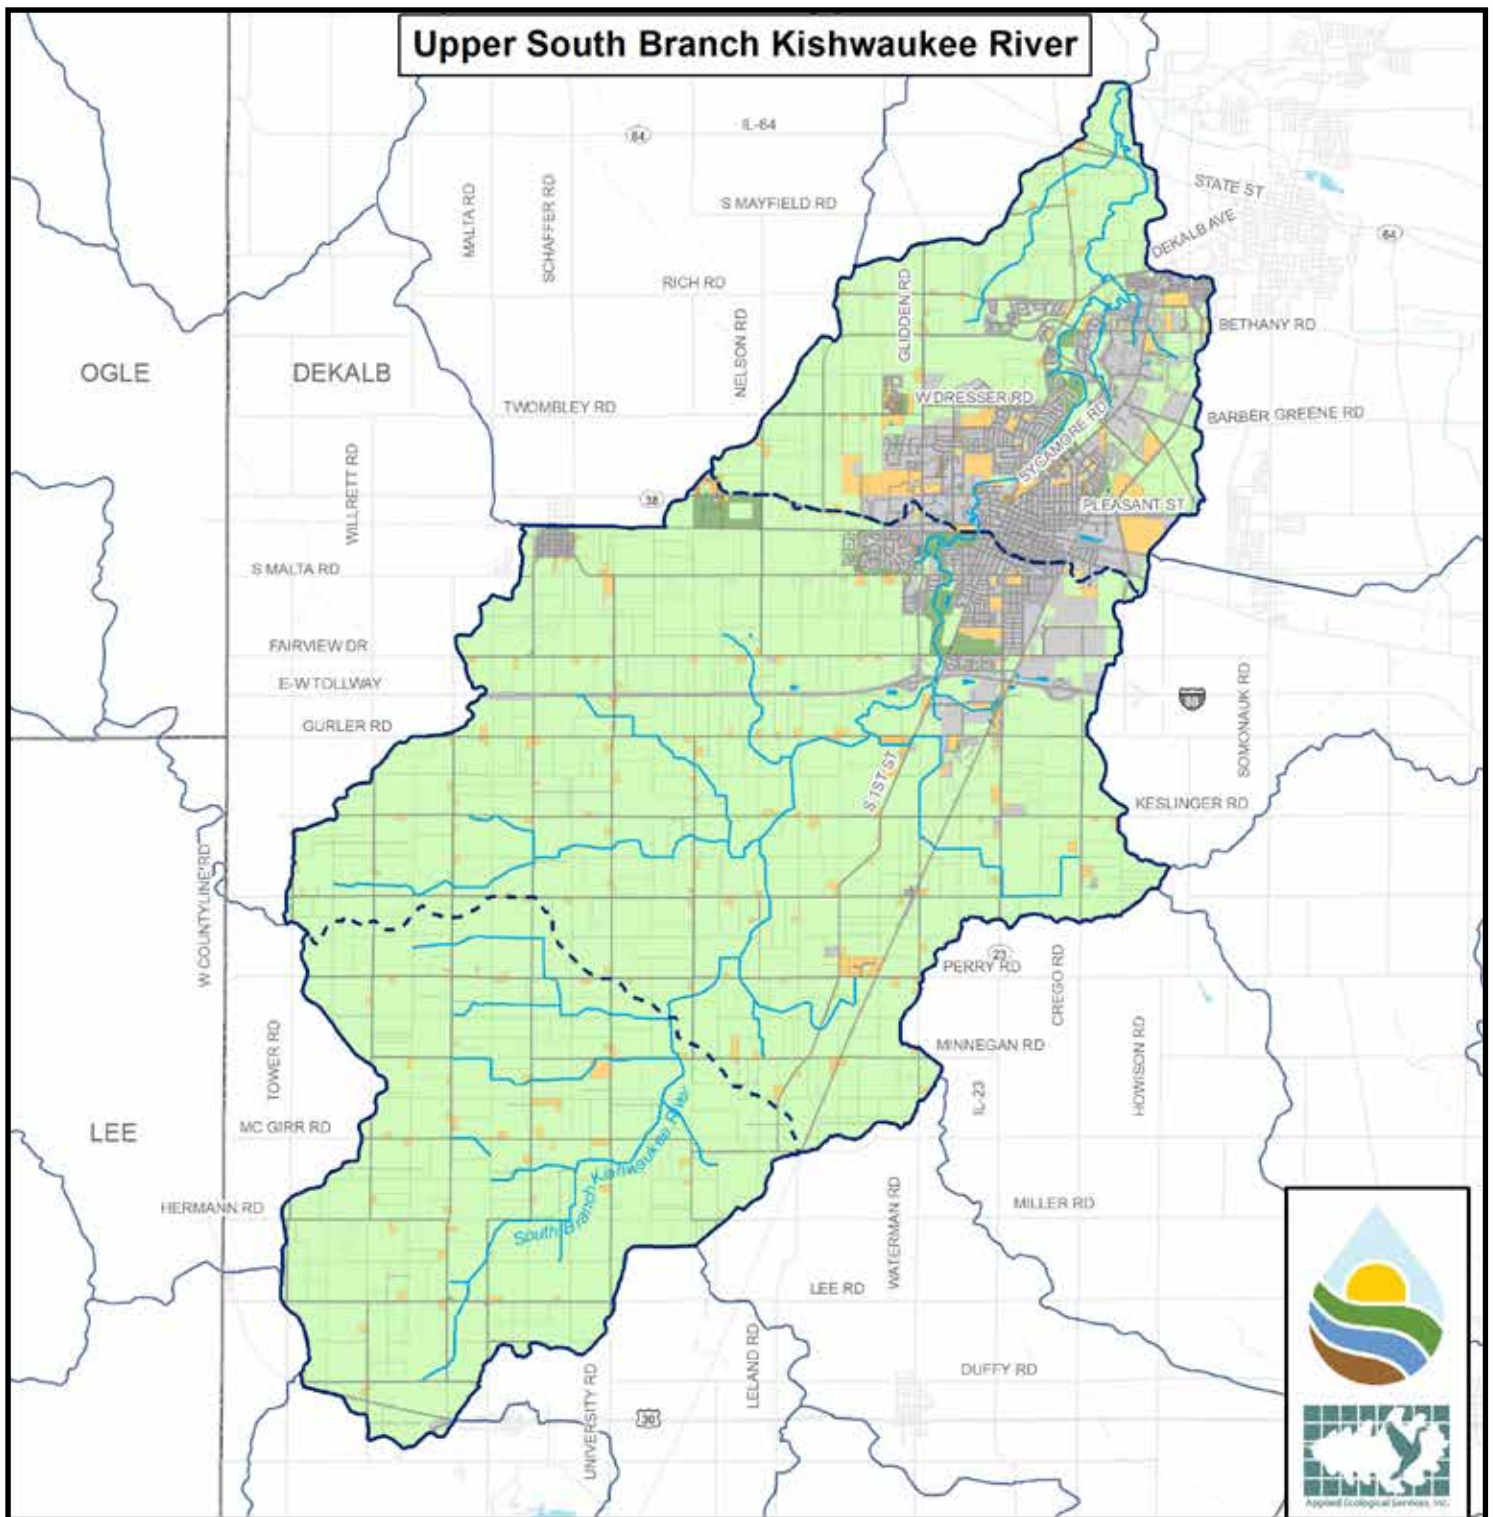 Upper South Branch Kishwaukee River
64
IL-64
STATE ST
S MAYFIELD RD
MALTA RD
SCHAFFER RD
DEKALB AVE
64
RICH RD
GLIDDEN RD
NELSON RD
BETHANY RD
OGLE
DEKALB
W DRESSER RD
TWOMBLEY RD
BARBER GREENE RD
SYCAMORE RD
WILLRETT RD
38
PLEASANT ST
S MALTA RD
FAIRVIEW DR
E-W TOLLWAY
SOMONAUK RD
GURLER RD
S 1ST ST
KESLINGER RD
W COUNTYLINE RD
23
PERRY RD
CREGO RD
TOWER RD
MINNEGAN RD
HOWISON RD
IL-23
LEE
MC GIRR RD
South Branch Kishwaukee River
HERMANN RD
WATERMAN RD
MILLER RD
LEE RD
LELAND RD
DUFFY RD
UNIVERSITY RD
30
Applied Ecological Services, Inc.